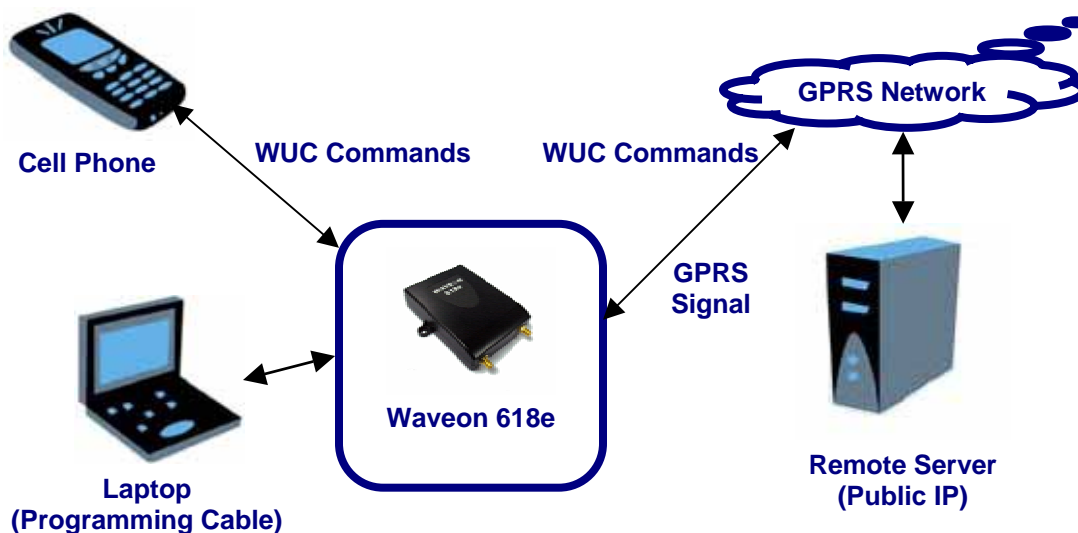 GPRS Network
Cell Phone
WUC Commands
WUC Commands
GPRS
Signal
Waveon 618e
Laptop
(Programming Cable)
Remote Server
(Public IP)